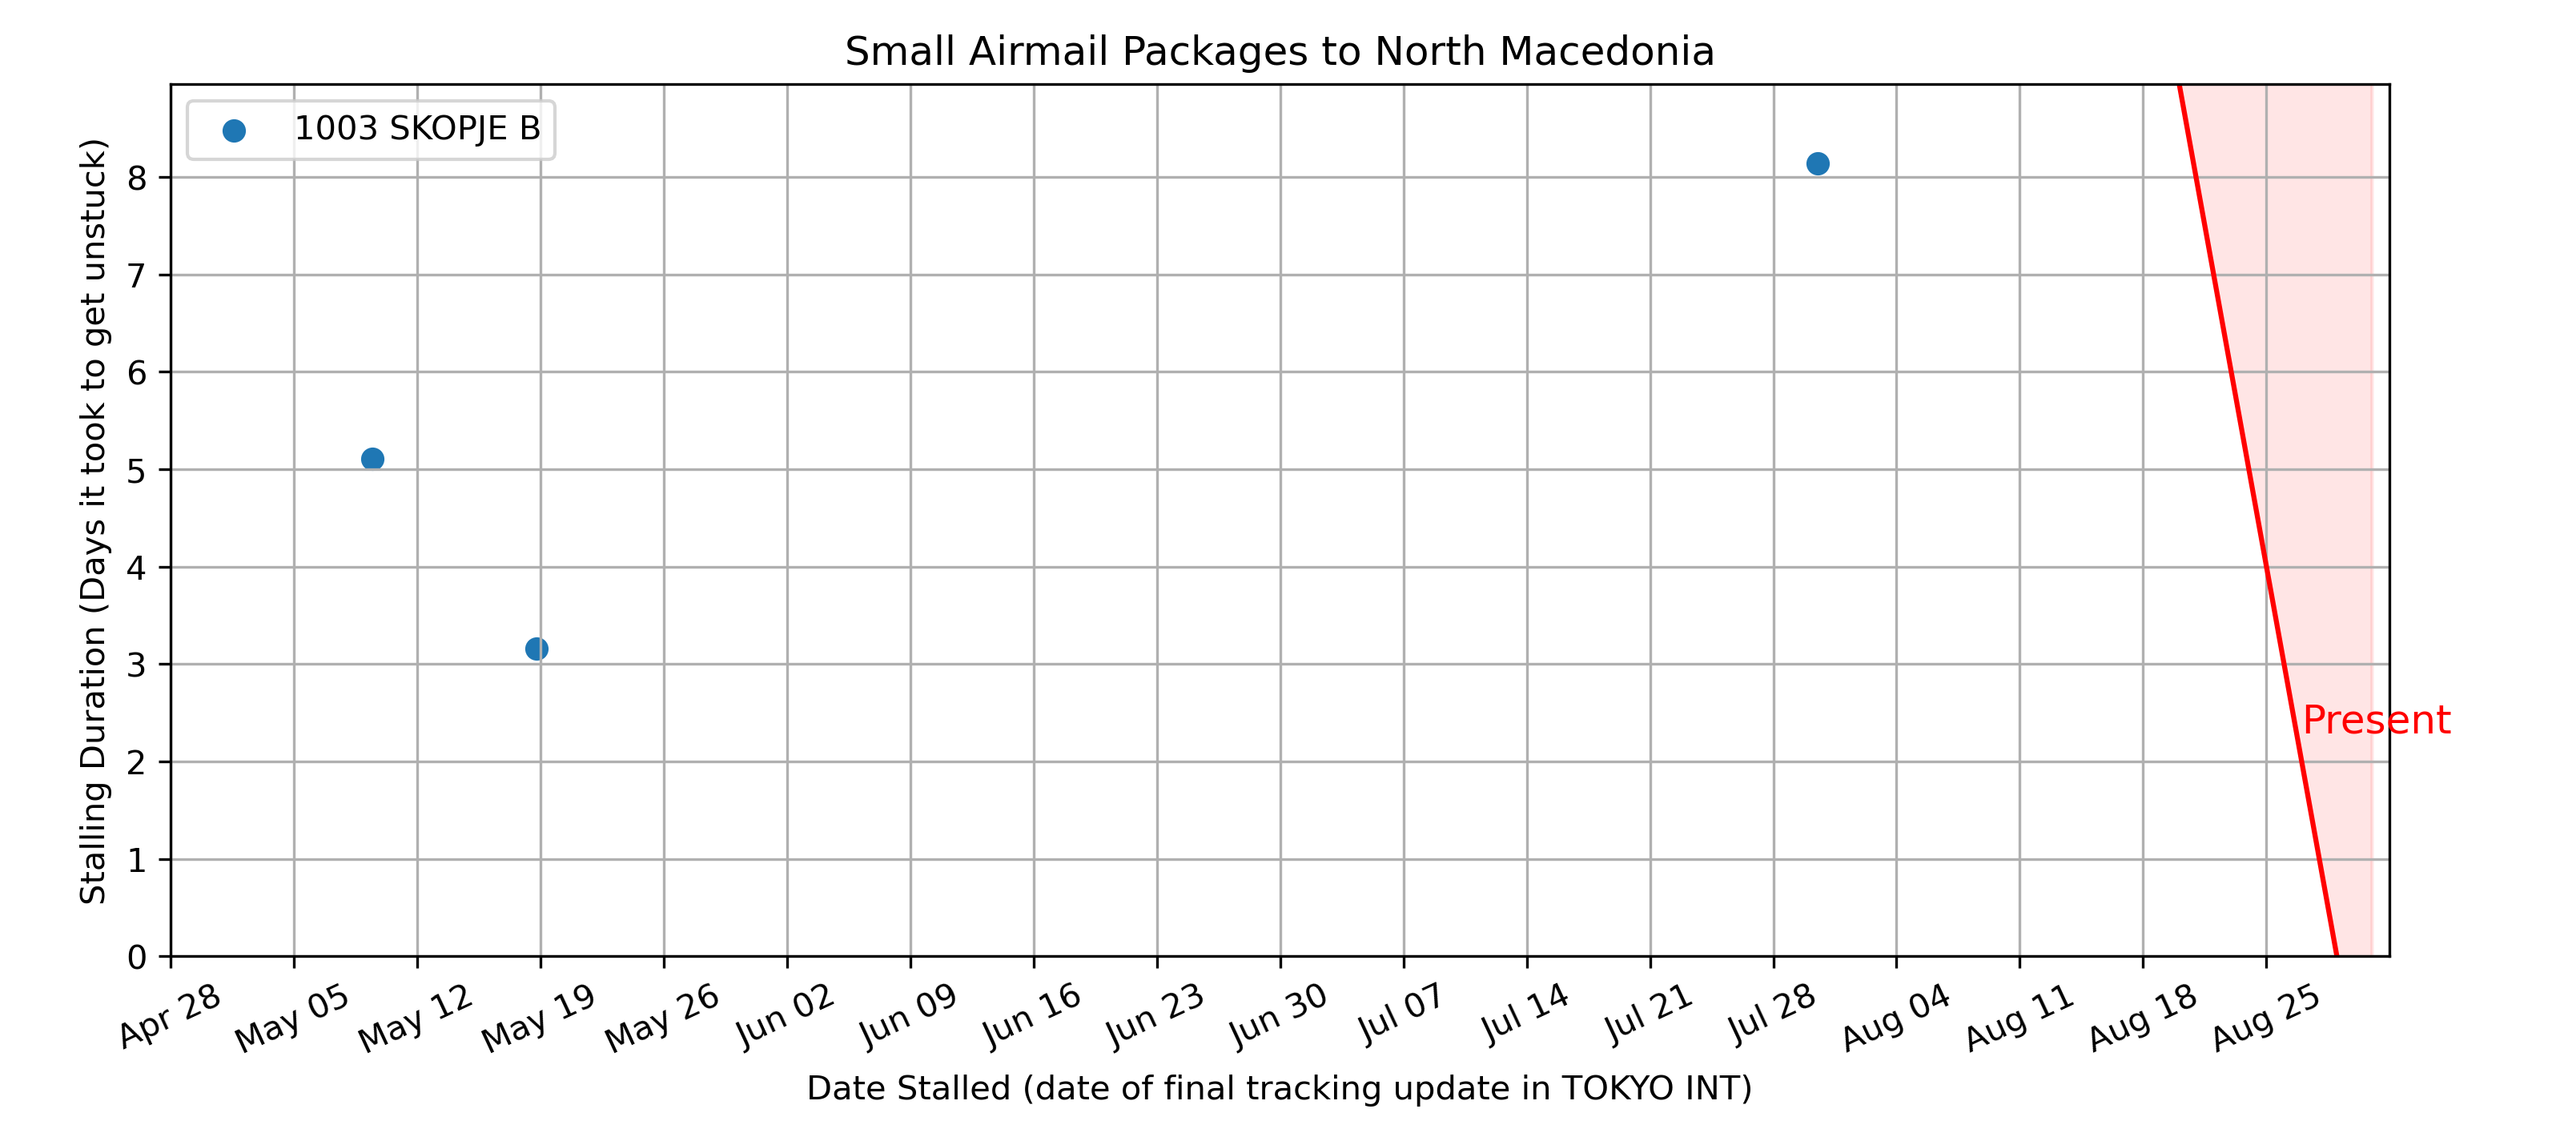 Small Airmail Packages to North Macedonia
1003 SKOPJE B
Stalling Duration (Days it took to get unstuck)
8
7
6
5
4
3
2
1
0
Present
Apr 28
May 05
May 12
May 19
May 26
Jun 02
Jun 09
Jun 16
Jun 23
Jun 30
Jul 07
Jul 14
Jul 21
Jul 28
Aug 04
Aug 11
Aug 18
Aug 25
Date Stalled (date of final tracking update in TOKYO INT)